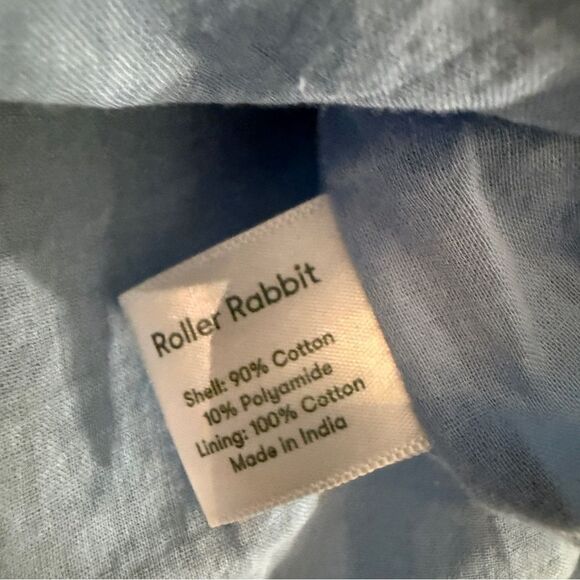 Roller Rabbit
Shell: 90% Cotton
10% Polyamide
Lining: 100% Cotton
Made in India